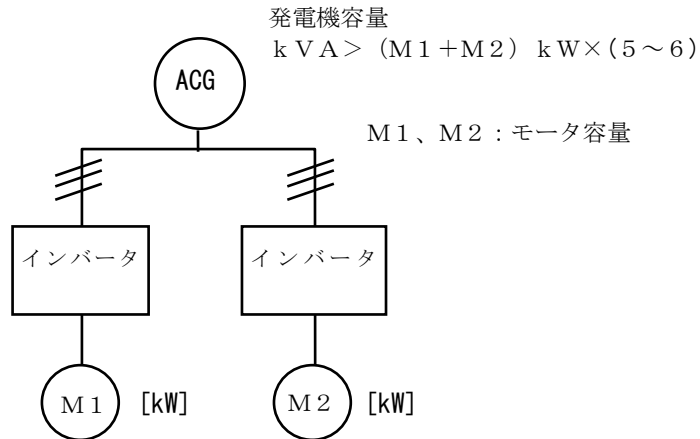 発電機容量
ｋＶＡ＞（Ｍ１＋Ｍ２）ｋＷ×(５～６)
ACG
Ｍ１、Ｍ２：モータ容量
インバータ
インバータ
Ｍ１ [kW]
Ｍ２ [kW]